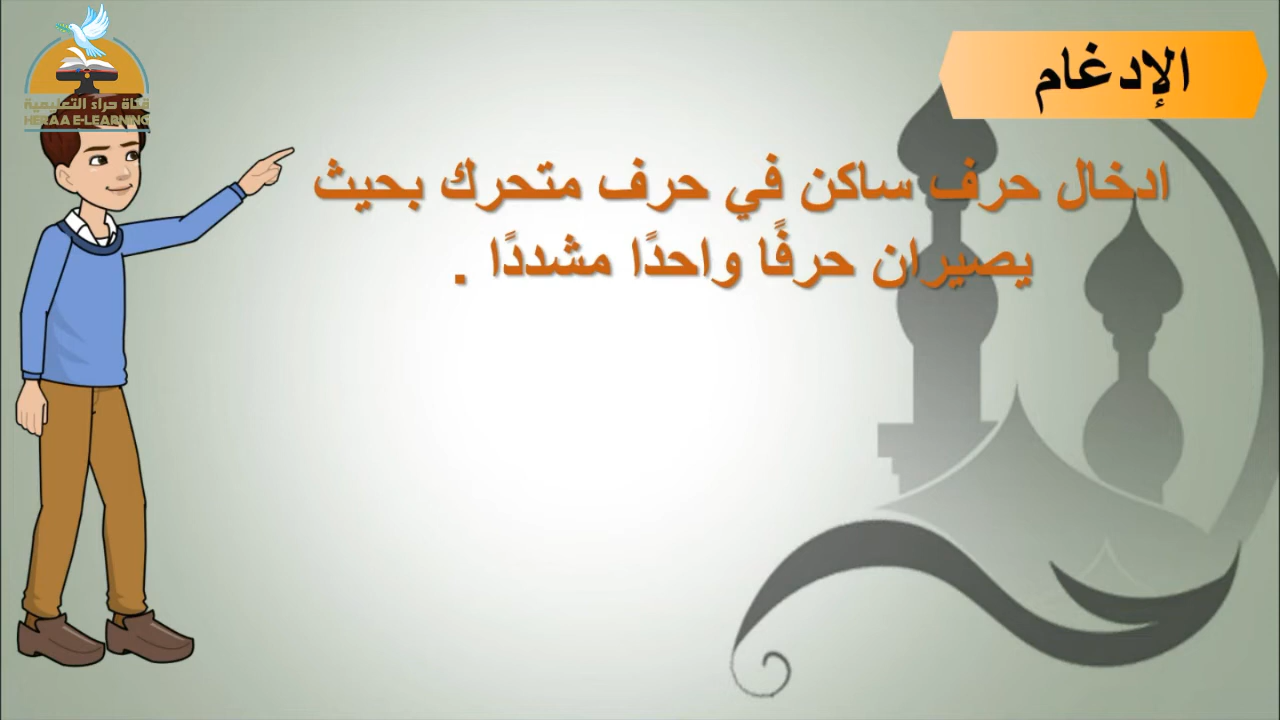 قناة حراء التعليمية
HERAA E-LEARNING
الإدغام
ادخال حرف ساكن في حرف متحرك بحيث
يصيران حرفًا واحدًا مشددًا .